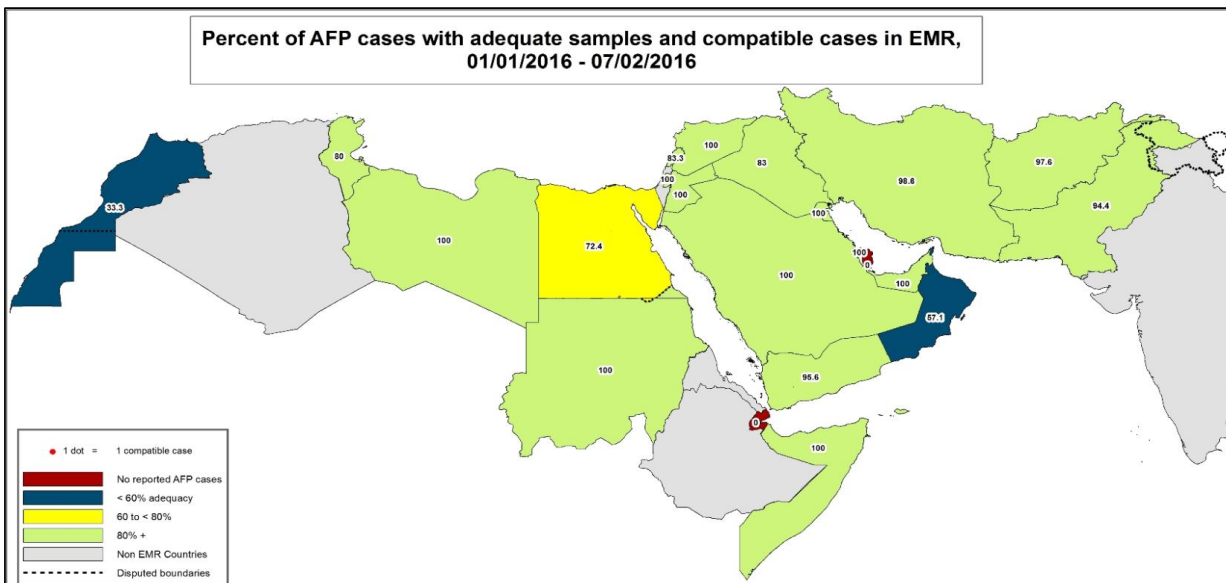 Percent of AFP cases with adequate samples and compatible cases in EMR,
01/01/2016 - 07/02/2016
33.3
80
100
72.4
100
83.3
100
100
100
83
100
98.6
97.6
94.4
100
100
0
100
57.1
95.6
0
100
1 dot = 1 compatible case
No reported AFP cases
< 60% adequacy
60 to < 80%
80% +
Non EMR Countries
Disputed boundaries